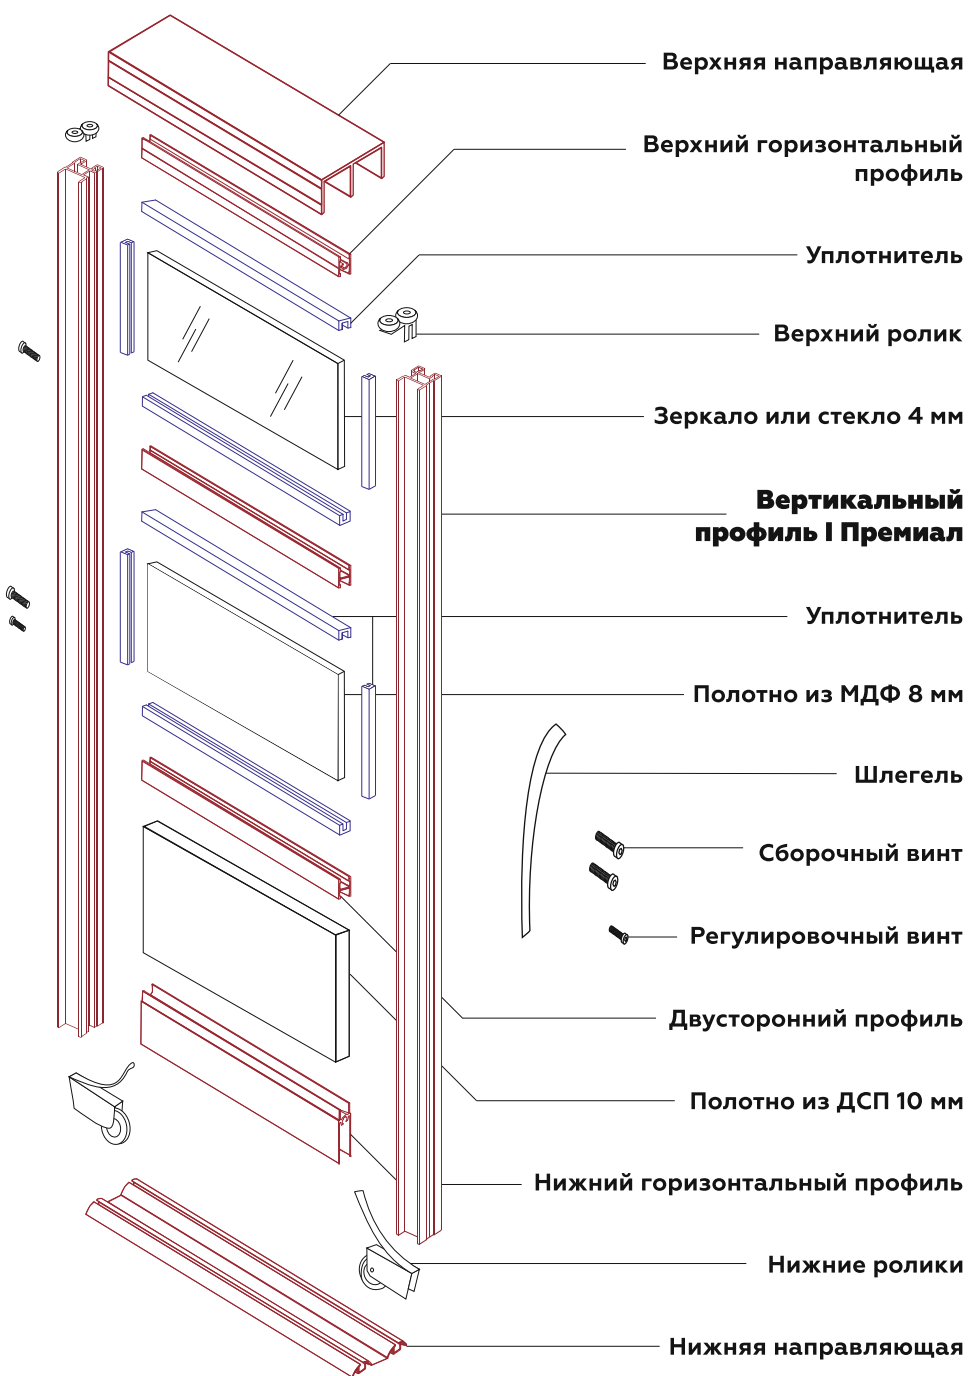 Верхняя направляющая
Верхний горизонтальный
профиль
Уплотнитель
Верхний ролик
Зеркало или стекло 4 мм
Вертикальный
профиль I Премиал
Уплотнитель
Полотно из МДФ 8 мм
Шлегель
Сборочный винт
Регулировочный винт
Двусторонний профиль
Полотно из ДСП 10 мм
Нижний горизонтальный профиль
Нижние ролики
Нижняя направляющая